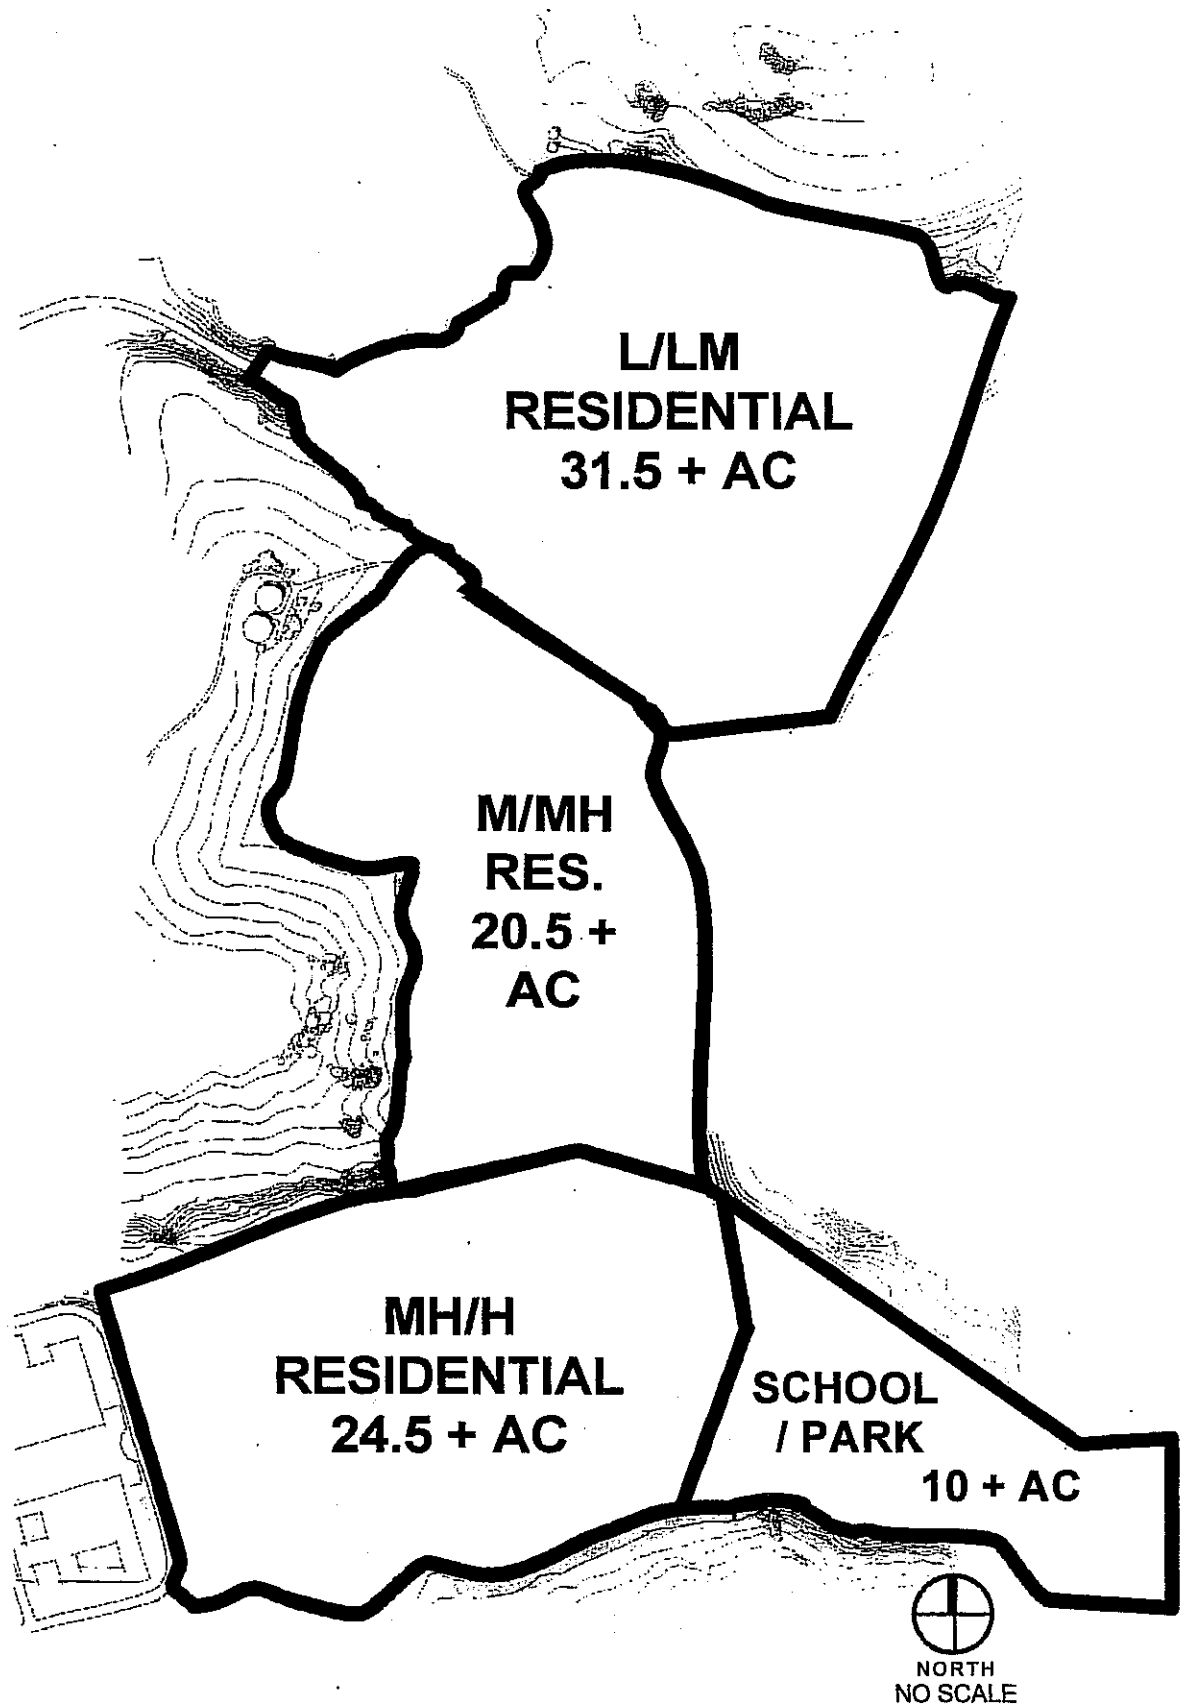 L/LM
RESIDENTIAL
31.5 + AC
M/MH
RES.
20.5 +
AC
MH/H
RESIDENTIAL
24.5 + AC
SCHOOL
/ PARK
10 + AC
NORTH
NO SCALE